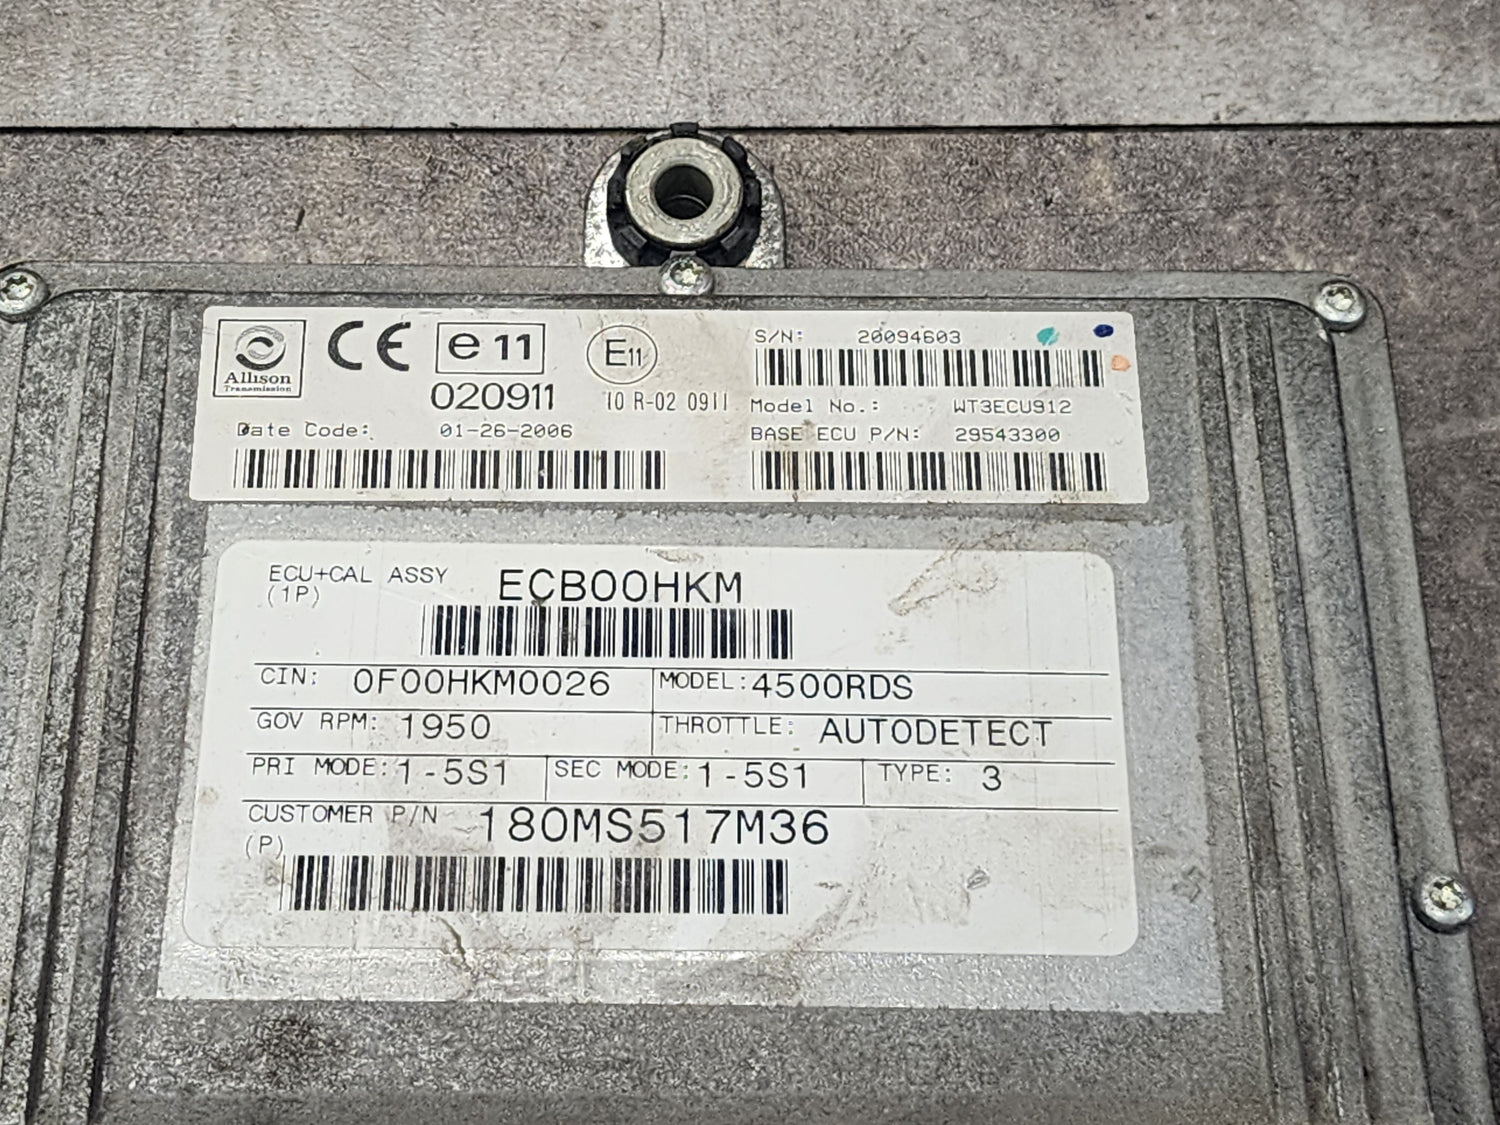 Allison
Transmission
CE
e 11
020911
E11
10 R-02 0911
Date Code: 01-26-2006
S/N: 20094603
Model No.: WT3ECU912
BASE ECU P/N: 29543300
ECU+CAL ASSY ECB00HKM
(1P)
CIN: 0F00HKM0026 MODEL: 4500RDS
GOV RPM: 1950 THROTTLE: AUTODETECT
PRI MODE: 1-5S1 SEC MODE: 1-5S1 TYPE: 3
CUSTOMER P/N 180MS517M36
(P)